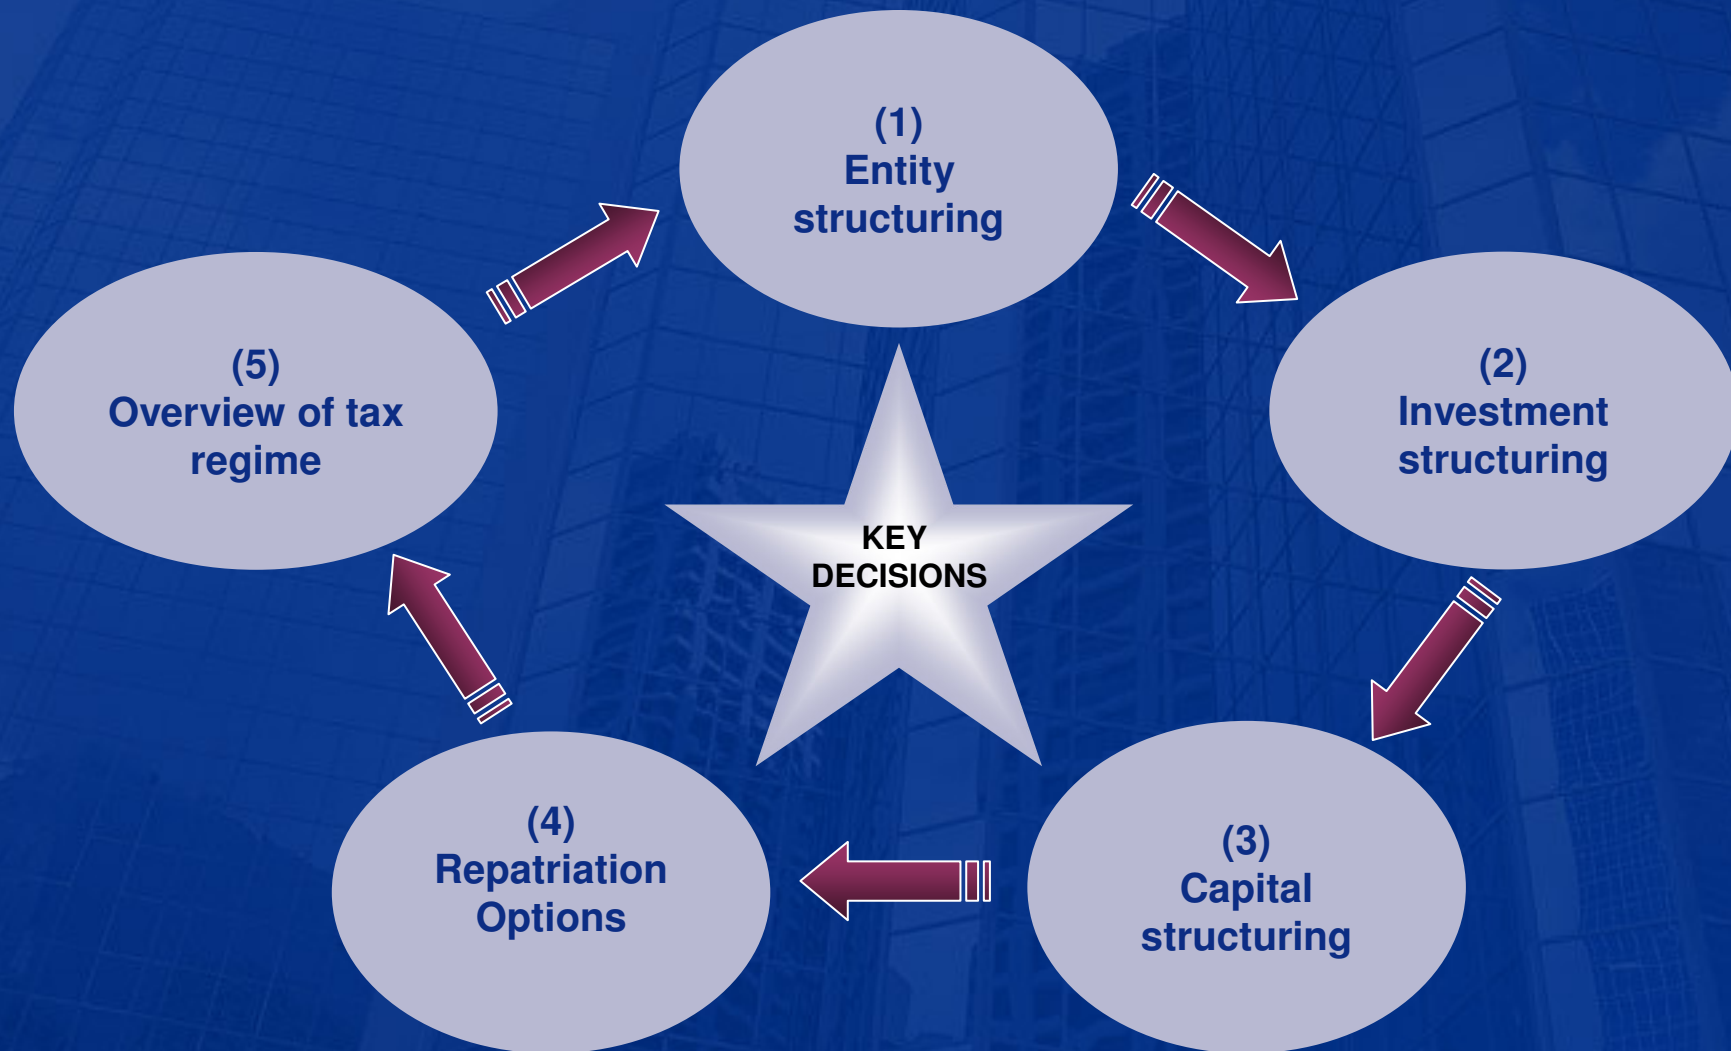 (1)
Entity
structuring
(2)
Investment
structuring
(3)
Capital
structuring
(4)
Repatriation
Options
(5)
Overview of tax
regime
KEY
DECISIONS